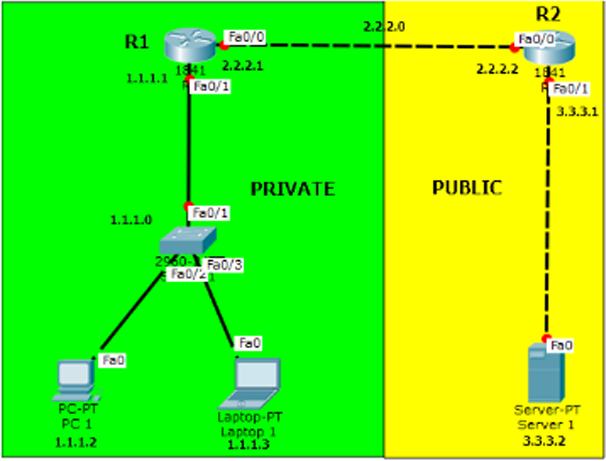 R1
Fa0/0
2.2.2.0
Fa0/0
R2
1841
2.2.2.1
2.2.2.2
1841
1.1.1.1
Fa0/1
Fa0/1
3.3.3.1
PRIVATE
PUBLIC
1.1.1.0
Fa0/1
Fa0/2
Fa0/3
Fa0
Fa0
Fa0
PC-PT
PC 1
1.1.1.2
Laptop-PT
Laptop 1
1.1.1.3
Server-PT
Server 1
3.3.3.2